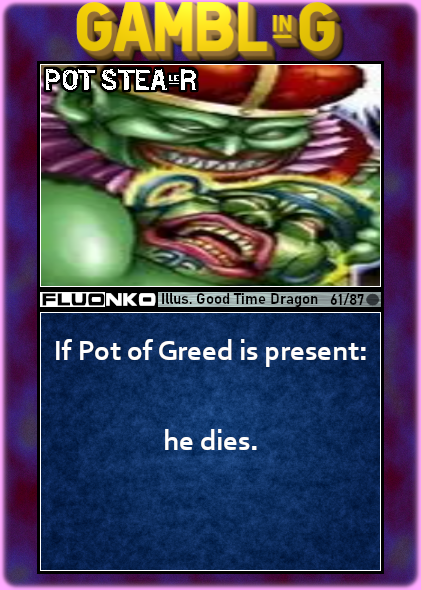 GAMBLinG
POT STEAleR
FLUONKO Illus. Good Time Dragon 61/87
If Pot of Greed is present:
he dies.